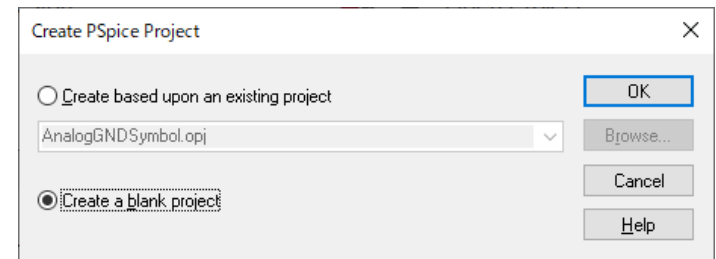 Create PSpice Project
Create based upon an existing project
OK
AnalogGNDSymbol.opj
Browse...
Cancel
Create a blank project
Help